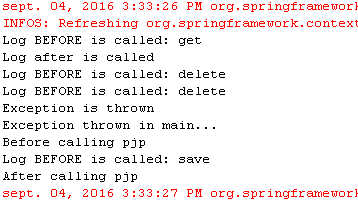 sept. 04, 2016 3:33:26 PM org.springframework
INFOS: Refreshing org.springframework.context
Log BEFORE is called: get
Log after is called
Log BEFORE is called: delete
Log BEFORE is called: delete
Exception is thrown
Exception thrown in main...
Before calling pjp
Log BEFORE is called: save
After calling pjp
sept. 04, 2016 3:33:27 PM org.springframework